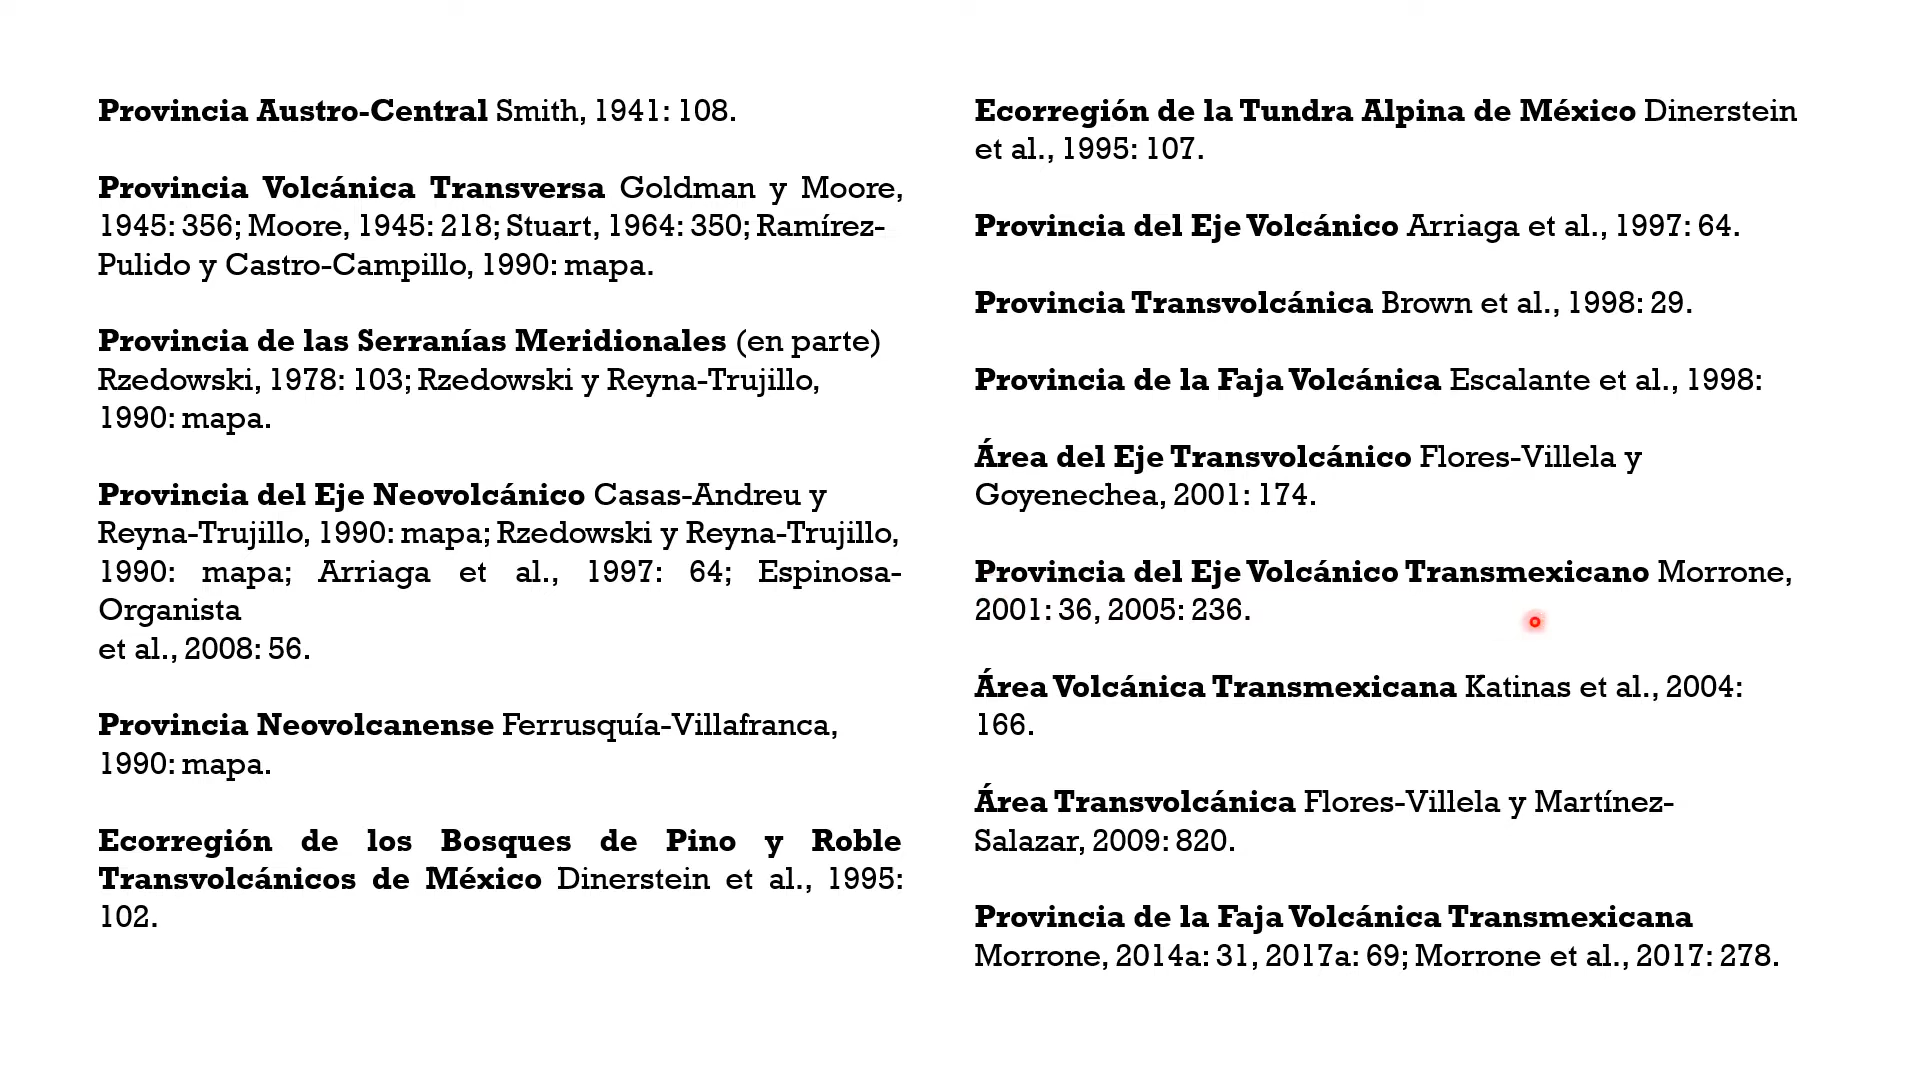 Provincia Austro-Central Smith, 1941: 108.
Provincia Volcánica Transversa Goldman y Moore,
1945: 356; Moore, 1945: 218; Stuart, 1964: 350; Ramírez-
Pulido y Castro-Campillo, 1990: mapa.
Provincia de las Serranías Meridionales (en parte)
Rzedowski, 1978: 103; Rzedowski y Reyna-Trujillo,
1990: mapa.
Provincia del Eje Neovolcánico Casas-Andreu y
Reyna-Trujillo, 1990: mapa; Rzedowski y Reyna-Trujillo,
1990: mapa; Arriaga et al., 1997: 64; Espinosa-
Organista
et al., 2008: 56.
Provincia Neovolcanense Ferrusquía-Villafranca,
1990: mapa.
Ecorregión de los Bosques de Pino y Roble
Transvolcánicos de México Dinerstein et al., 1995:
102.
Ecorregión de la Tundra Alpina de México Dinerstein
et al., 1995: 107.
Provincia del Eje Volcánico Arriaga et al., 1997: 64.
Provincia Transvolcánica Brown et al., 1998: 29.
Provincia de la Faja Volcánica Escalante et al., 1998:
Área del Eje Transvolcánico Flores-Villela y
Goyenechea, 2001: 174.
Provincia del Eje Volcánico Transmexicano Morrone,
2001: 36, 2005: 236.
Área Volcánica Transmexicana Katinas et al., 2004:
166.
Área Transvolcánica Flores-Villela y Martínez-
Salazar, 2009: 820.
Provincia de la Faja Volcánica Transmexicana
Morrone, 2014a: 31, 2017a: 69; Morrone et al., 2017: 278.